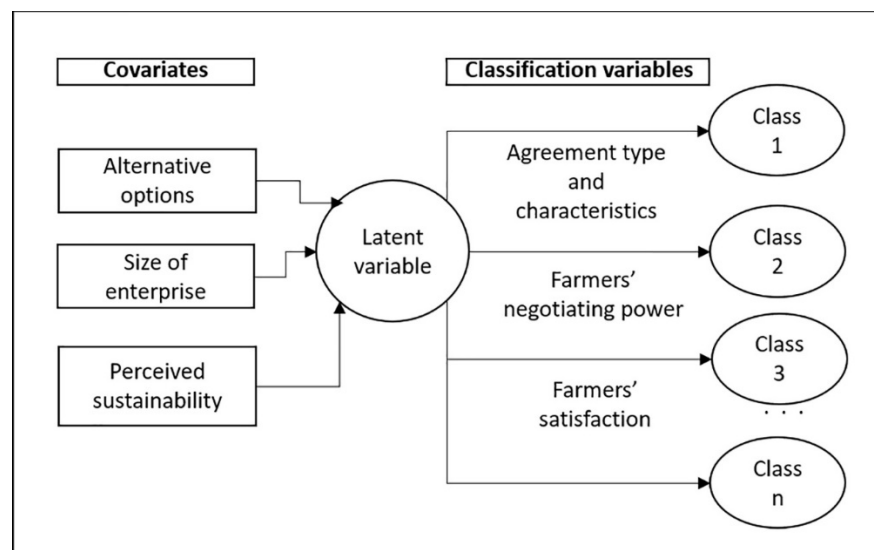 Covariates
Classification variables
Alternative
options
Size of
enterprise
Perceived
sustainability
Latent
variable
Agreement type
and
characteristics
Farmers’
negotiating power
Farmers’
satisfaction
Class
1
Class
2
Class
3
. . .
Class
n